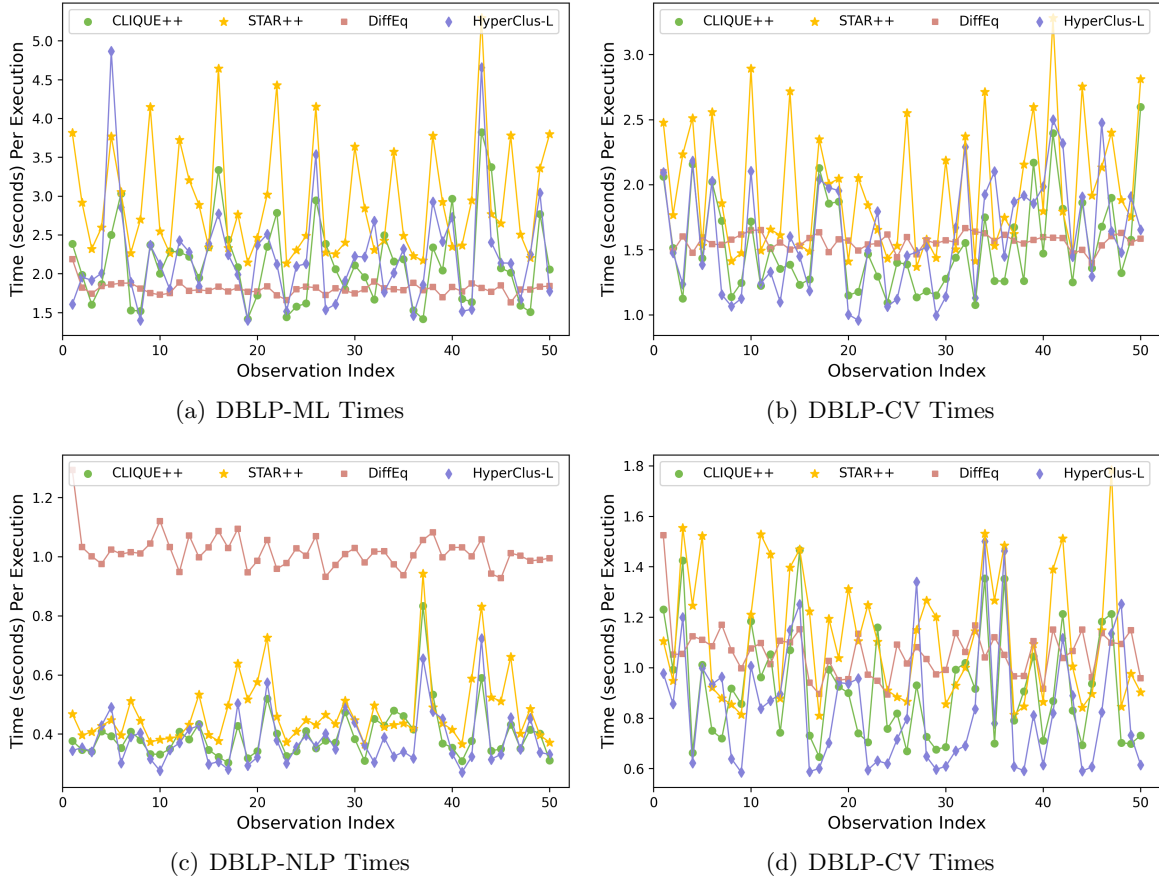 CLIQUE++ STAR++ DiffEq HyperClus-L
5.0
4.5
4.0
3.5
3.0
2.5
2.0
1.5
Time (seconds) Per Execution
0 10 20 30 40 50
Observation Index
(a) DBLP-ML Times
CLIQUE++ STAR++ DiffEq HyperClus-L
3.0
2.5
2.0
1.5
1.0
Time (seconds) Per Execution
0 10 20 30 40 50
Observation Index
(b) DBLP-CV Times
CLIQUE++ STAR++ DiffEq HyperClus-L
1.2
1.0
0.8
0.6
0.4
Time (seconds) Per Execution
0 10 20 30 40 50
Observation Index
(c) DBLP-NLP Times
CLIQUE++ STAR++ DiffEq HyperClus-L
1.8
1.6
1.4
1.2
1.0
0.8
0.6
Time (seconds) Per Execution
0 10 20 30 40 50
Observation Index
(d) DBLP-CV Times